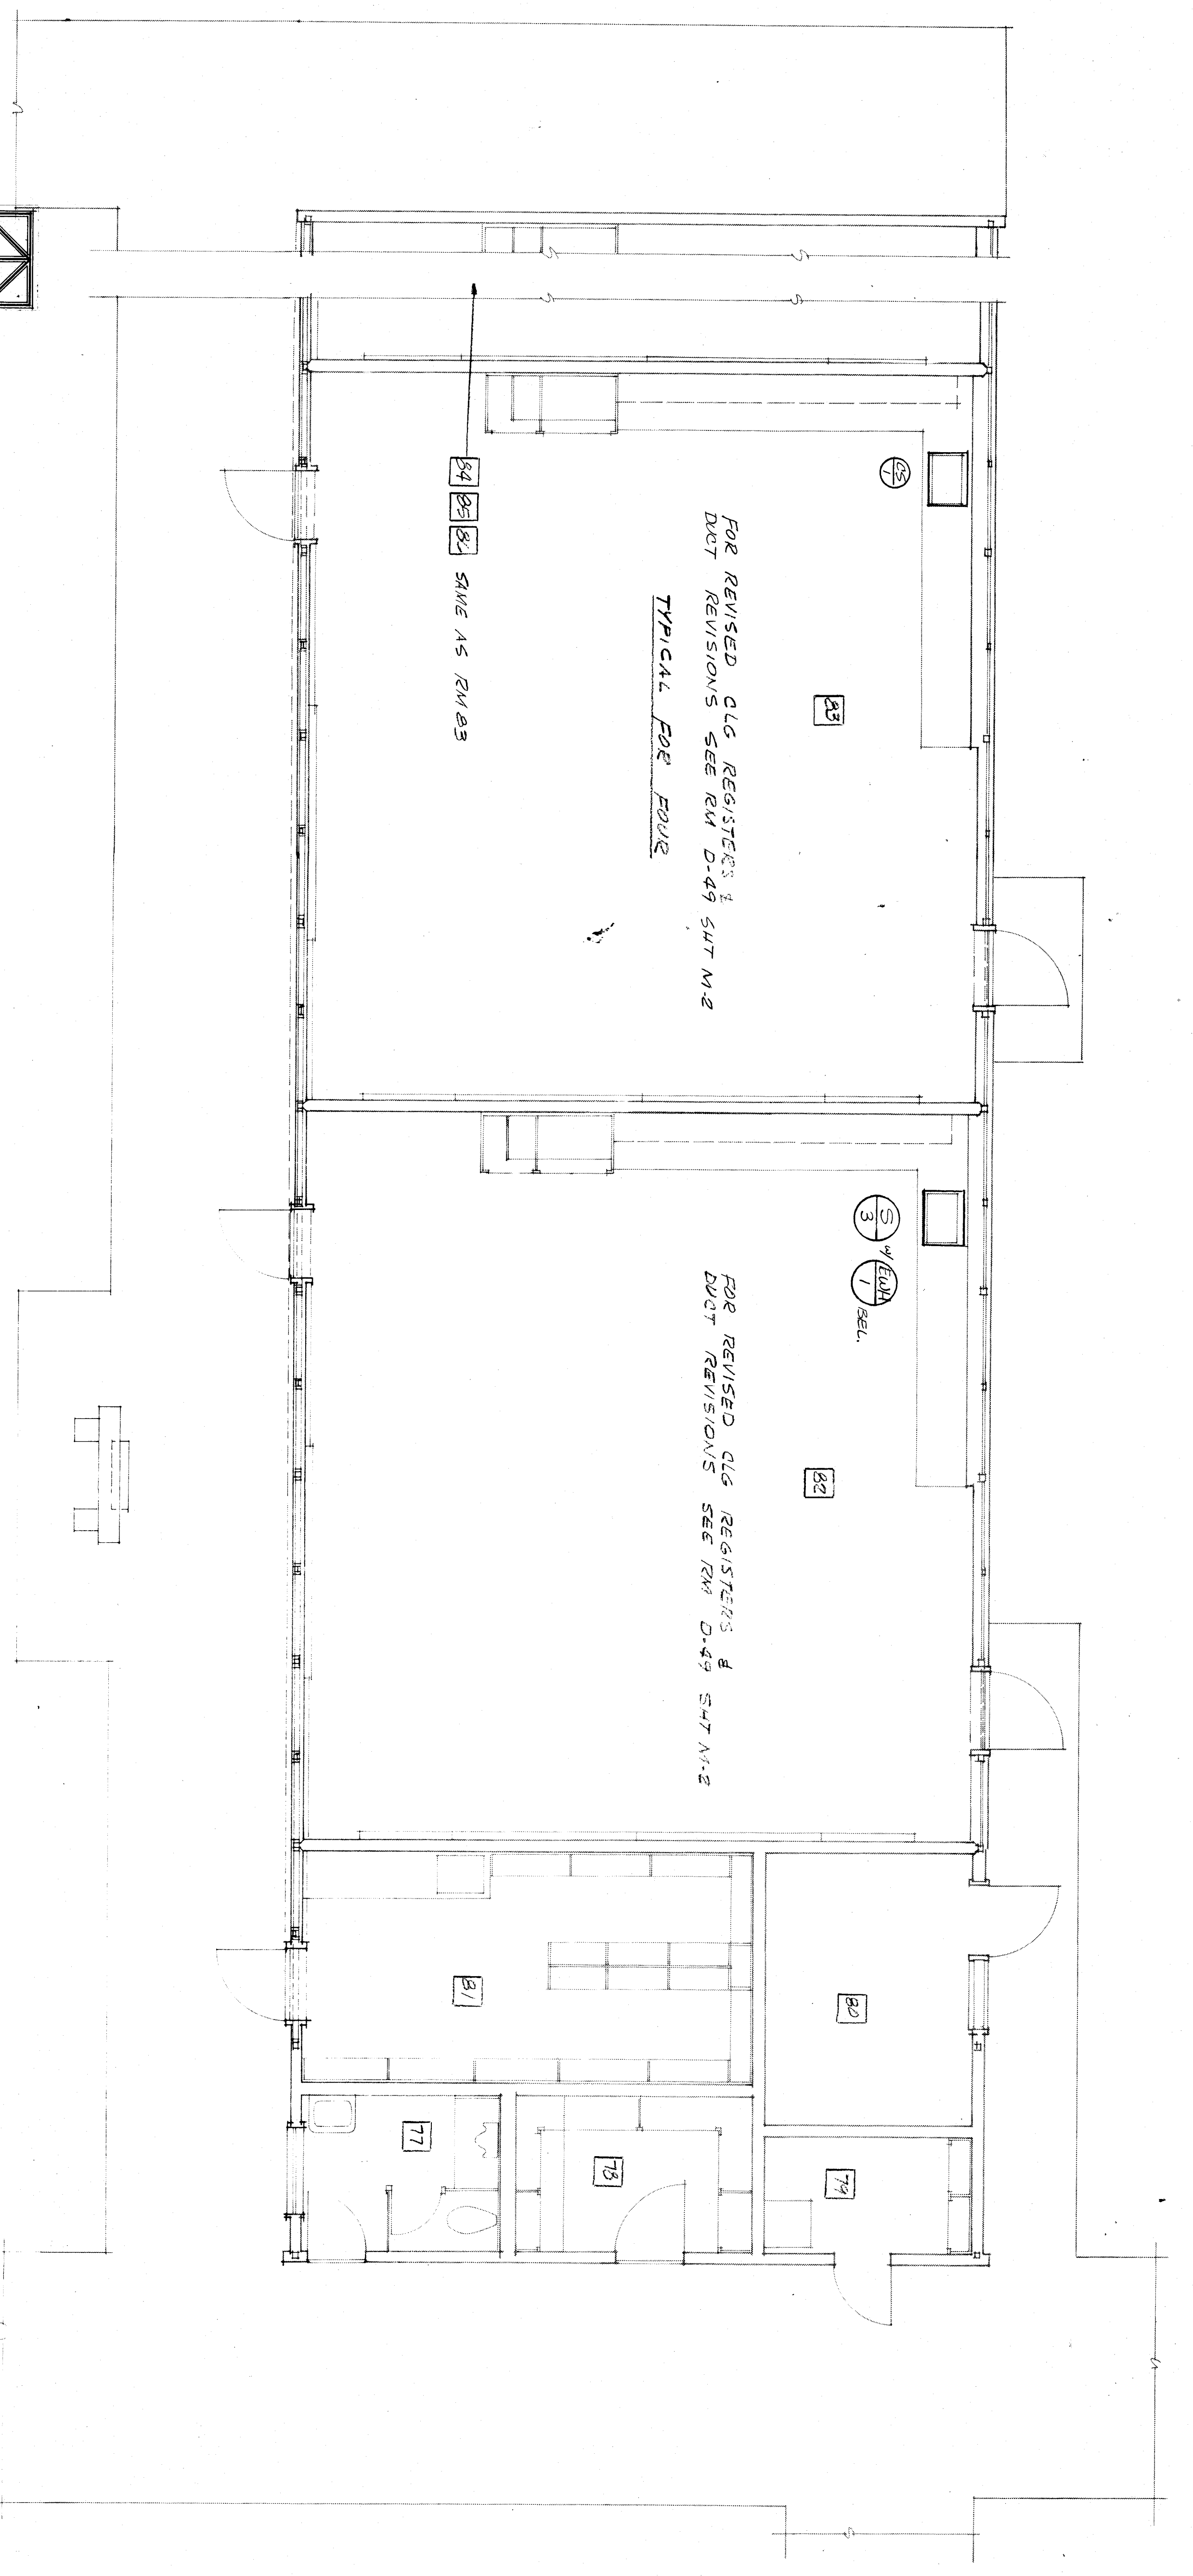 CS
1
83
FOR REVISED CLG REGISTERS &
DUCT REVISIONS SEE RM D-49 SHT M-2
TYPICAL FOR FOUR
84 85
SAME AS RM 83
S
3
W/
EWH
1
BEL.
82
FOR REVISED CLG REGISTERS &
DUCT REVISIONS SEE RM D-49 SHT M-2
80
81
79
78
77